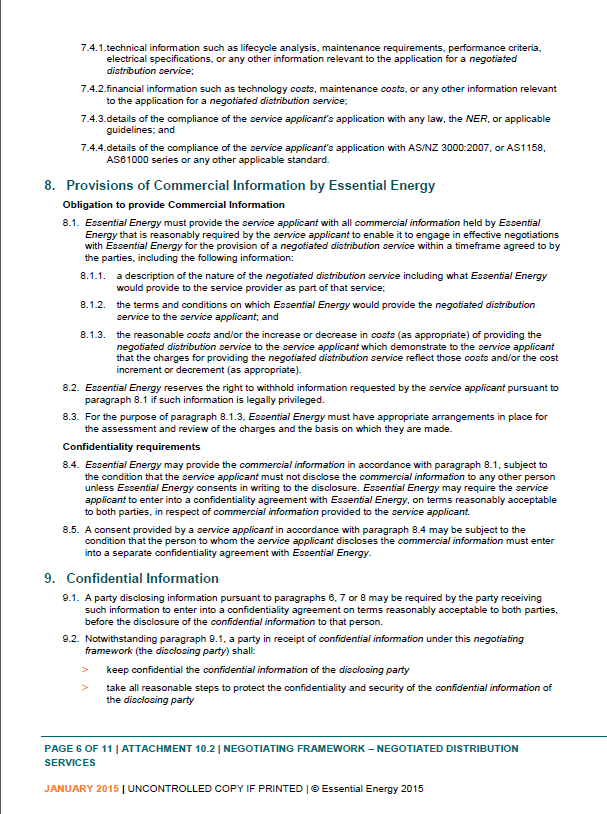 7.4.1.technical information such as lifecycle analysis, maintenance requirements, performance criteria,
electrical specifications, or any other information relevant to the application for a negotiated
distribution service;
7.4.2.financial information such as technology costs, maintenance costs, or any other information relevant
to the application for a negotiated distribution service;
7.4.3.details of the compliance of the service applicant's application with any law, the NER, or applicable
guidelines; and
7.4.4.details of the compliance of the service applicant's application with AS/NZ 3000:2007, or AS1158,
AS61000 series or any other applicable standard.
8. Provisions of Commercial Information by Essential Energy
Obligation to provide Commercial Information
8.1. Essential Energy must provide the service applicant with all commercial information held by Essential
Energy that is reasonably required by the service applicant to enable it to engage in effective negotiations
with Essential Energy for the provision of a negotiated distribution service within a timeframe agreed to by
the parties, including the following information:
8.1.1. a description of the nature of the negotiated distribution service including what Essential Energy
would provide to the service provider as part of that service;
8.1.2. the terms and conditions on which Essential Energy would provide the negotiated distribution
service to the service applicant; and
8.1.3. the reasonable costs and/or the increase or decrease in costs (as appropriate) of providing the
negotiated distribution service to the service applicant which demonstrate to the service applicant
that the charges for providing the negotiated distribution service reflect those costs and/or the cost
increment or decrement (as appropriate).
8.2. Essential Energy reserves the right to withhold information requested by the service applicant pursuant to
paragraph 8.1 if such information is legally privileged.
8.3. For the purpose of paragraph 8.1.3, Essential Energy must have appropriate arrangements in place for
the assessment and review of the charges and the basis on which they are made.
Confidentiality requirements
8.4. Essential Energy may provide the commercial information in accordance with paragraph 8.1, subject to
the condition that the service applicant must not disclose the commercial information to any other person
unless Essential Energy consents in writing to the disclosure. Essential Energy may require the service
applicant to enter into a confidentiality agreement with Essential Energy, on terms reasonably acceptable
to both parties, in respect of commercial information provided to the service applicant.
8.5. A consent provided by a service applicant in accordance with paragraph 8.4 may be subject to the
condition that the person to whom the service applicant discloses the commercial information must enter
into a separate confidentiality agreement with Essential Energy.
9. Confidential Information
9.1. A party disclosing information pursuant to paragraphs 6, 7 or 8 may be required by the party receiving
such information to enter into a confidentiality agreement on terms reasonably acceptable to both parties,
before the disclosure of the confidential information to that person.
9.2. Notwithstanding paragraph 9.1, a party in receipt of confidential information under this negotiating
framework (the disclosing party) shall:
> keep confidential the confidential information of the disclosing party
> take all reasonable steps to protect the confidentiality and security of the confidential information of
the disclosing party
PAGE 6 OF 11 | ATTACHMENT 10.2 | NEGOTIATING FRAMEWORK – NEGOTIATED DISTRIBUTION
SERVICES
JANUARY 2015 | UNCONTROLLED COPY IF PRINTED | © Essential Energy 2015